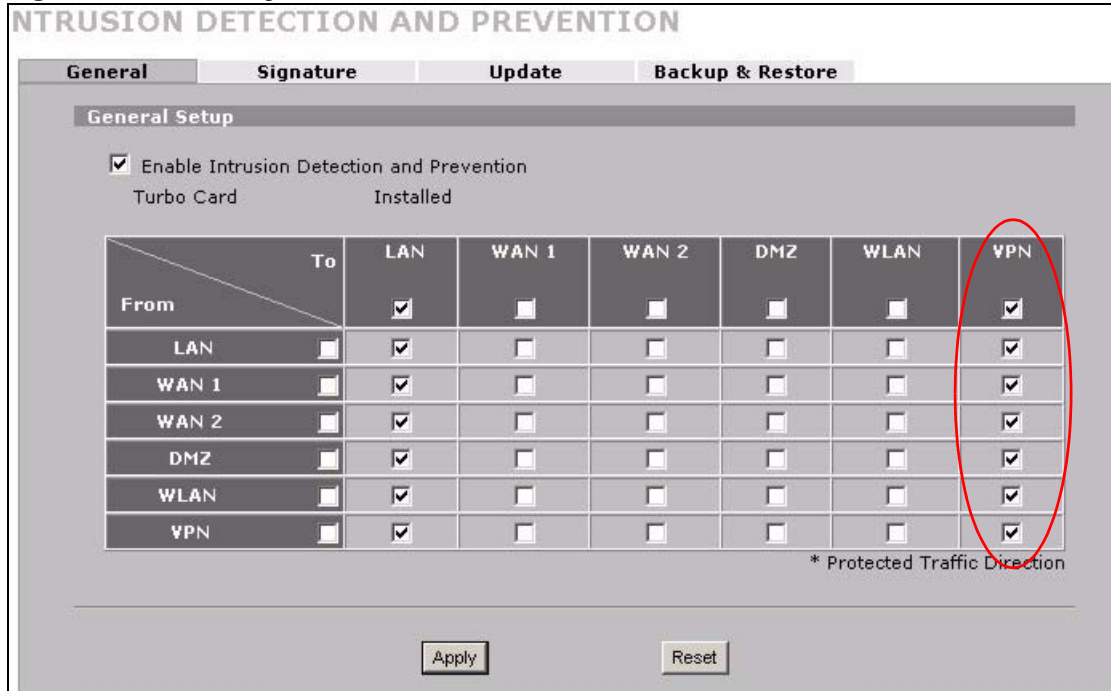 NTRUSION DETECTION AND PREVENTION
General Signature Update Backup & Restore
General Setup
Enable Intrusion Detection and Prevention
Turbo Card Installed
To LAN WAN 1 WAN 2 DMZ WLAN VPN
From
LAN
WAN 1
WAN 2
DMZ
WLAN
VPN
* Protected Traffic Direction
Apply Reset